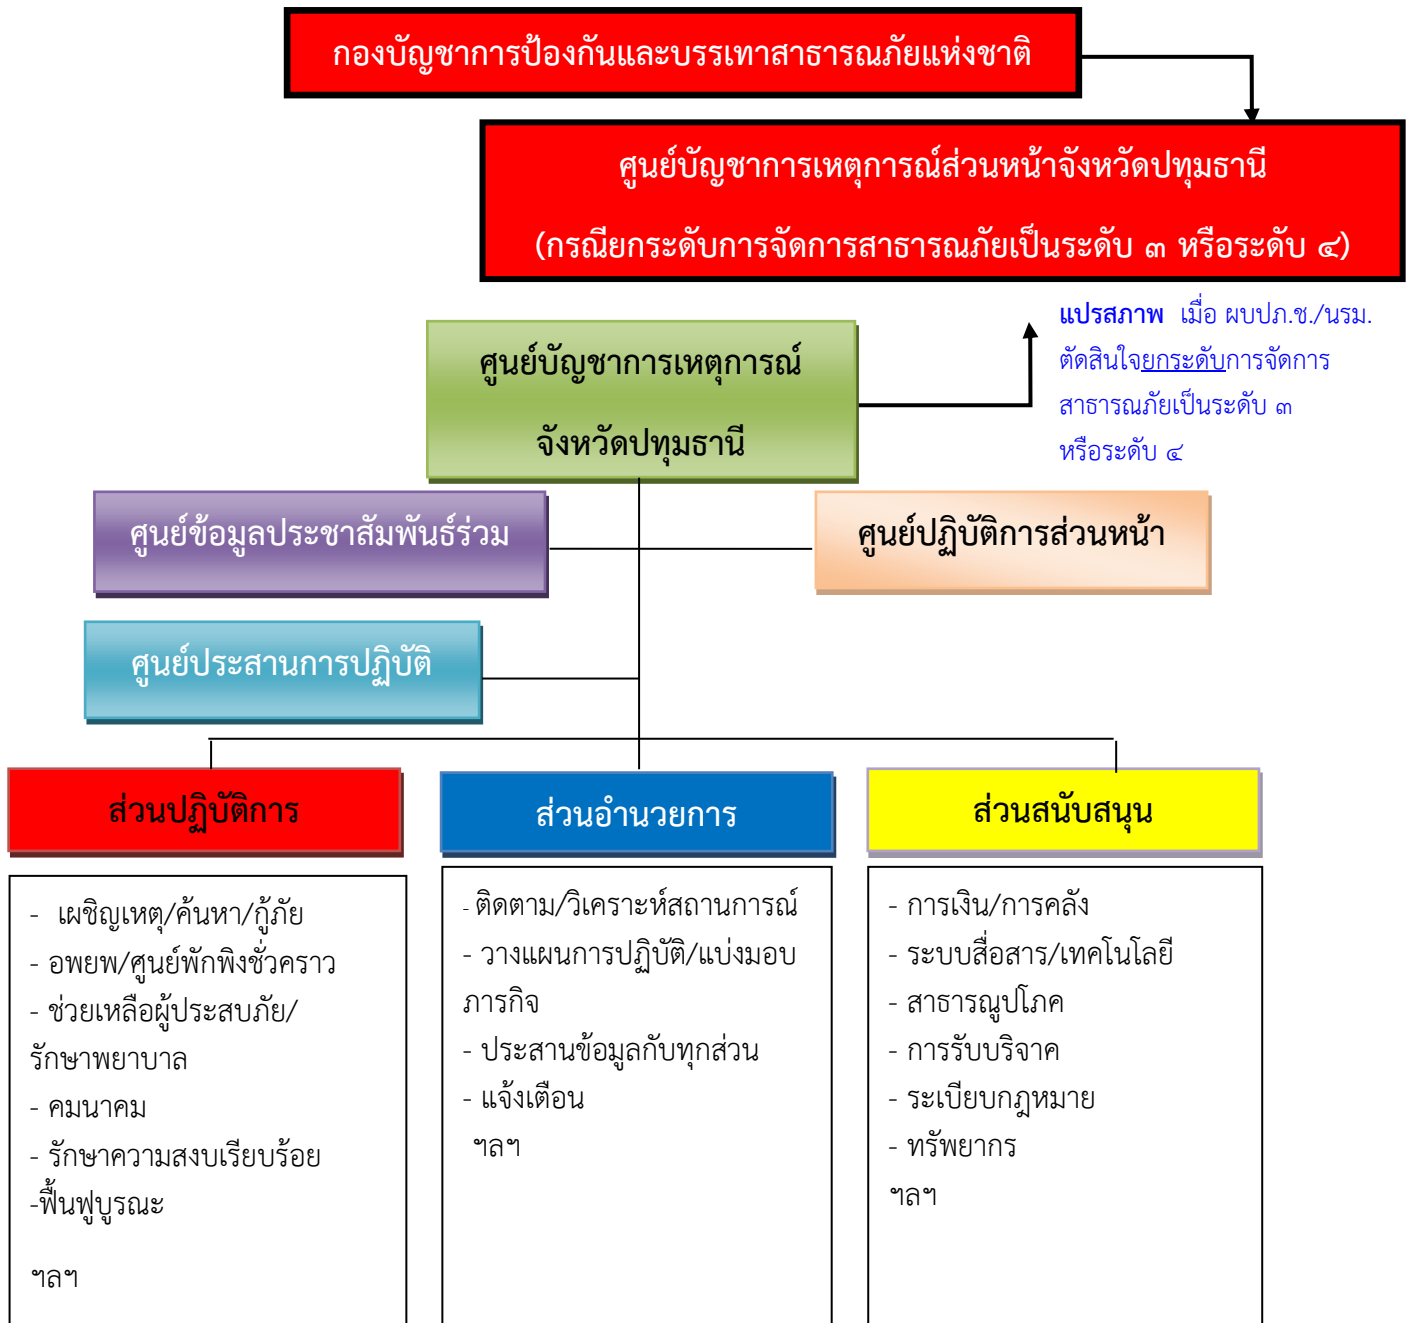 กองบัญชาการป้องกันและบรรเทาสาธารณภัยแห่งชาติ
ศูนย์บัญชาการเหตุการณ์ส่วนหน้าจังหวัดปทุมธานี
(กรณียกระดับการจัดการสาธารณภัยเป็นระดับ ๓ หรือระดับ ๔)
แปรสภาพ เมื่อ ผบปภ.ช./นรม.
ตัดสินใจยกระดับการจัดการ
สาธารณภัยเป็นระดับ ๓
หรือระดับ ๔
ศูนย์บัญชาการเหตุการณ์
จังหวัดปทุมธานี
ศูนย์ข้อมูลประชาสัมพันธ์ร่วม
ศูนย์ปฏิบัติการส่วนหน้า
ศูนย์ประสานการปฏิบัติ
ส่วนปฏิบัติการ
- เผชิญเหตุ/ค้นหา/กู้ภัย
- อพยพ/ศูนย์พักพิงชั่วคราว
- ช่วยเหลือผู้ประสบภัย/
รักษาพยาบาล
- คมนาคม
- รักษาความสงบเรียบร้อย
-ฟื้นฟูบูรณะ
ฯลฯ
ส่วนอำนวยการ
- ติดตาม/วิเคราะห์สถานการณ์
- วางแผนการปฏิบัติ/แบ่งมอบ
ภารกิจ
- ประสานข้อมูลกับทุกส่วน
- แจ้งเตือน
ฯลฯ
ส่วนสนับสนุน
- การเงิน/การคลัง
- ระบบสื่อสาร/เทคโนโลยี
- สาธารณูปโภค
- การรับบริจาค
- ระเบียบกฎหมาย
- ทรัพยากร
ฯลฯ